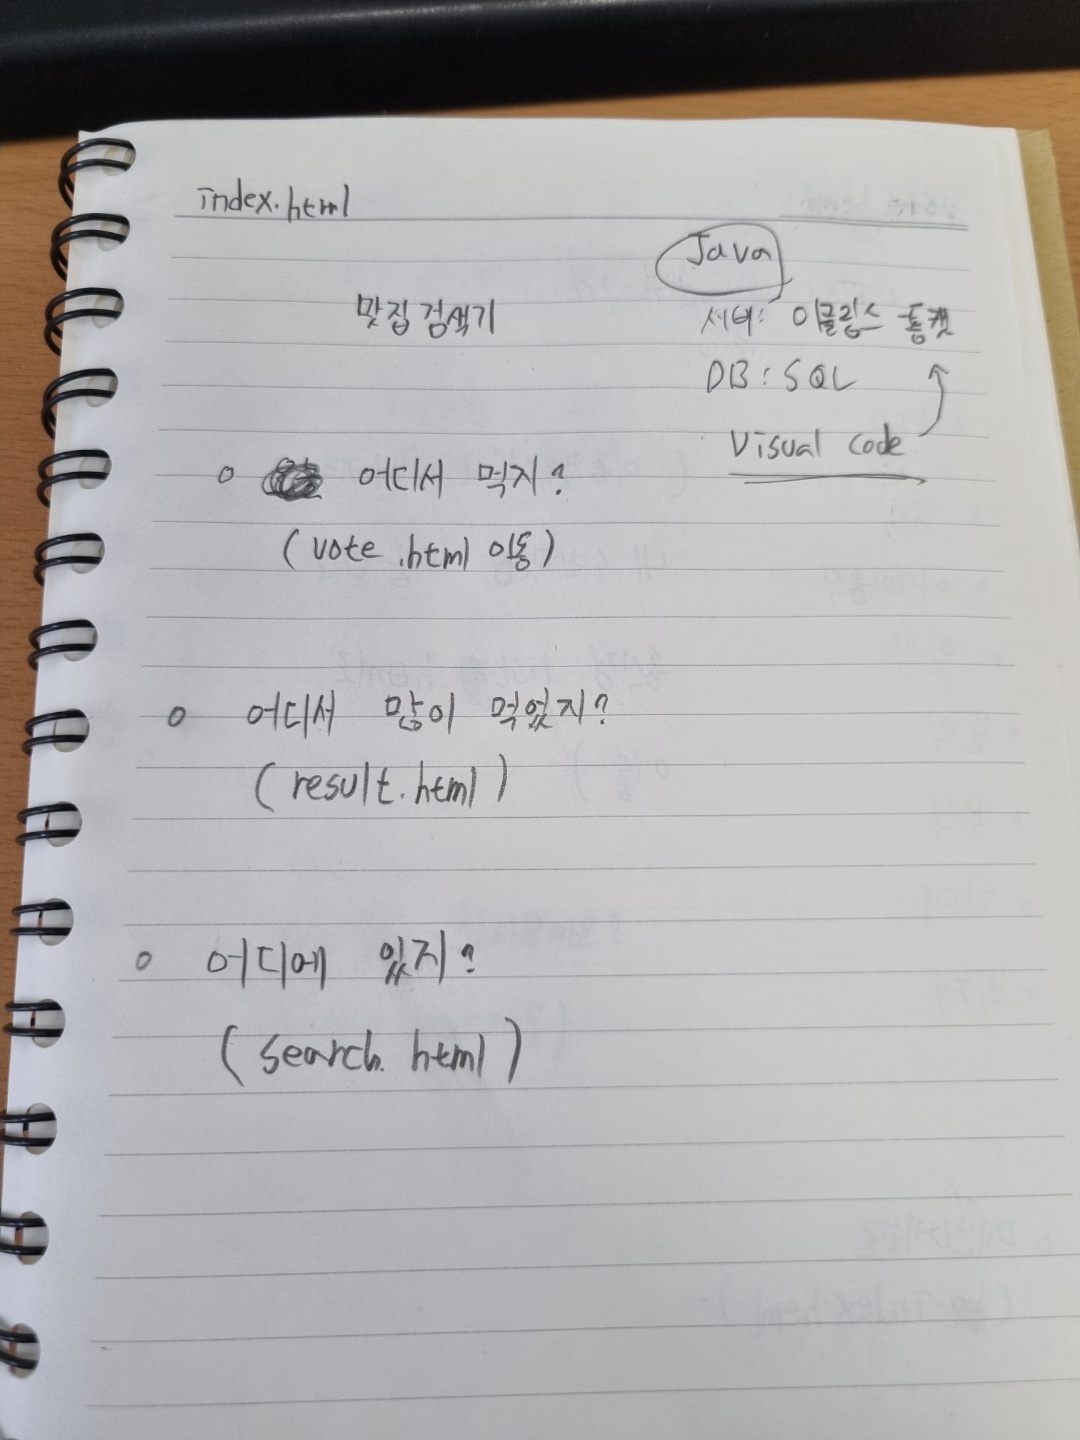 index.html
Java
맛집 검색기
서버: 이클립스 톰캣
DB : SQL
Visual code
o 어디서 먹지?
(vote.html 이동)
o 어디서 많이 먹었지?
(result.html)
o 어디에 있지?
(search.html)